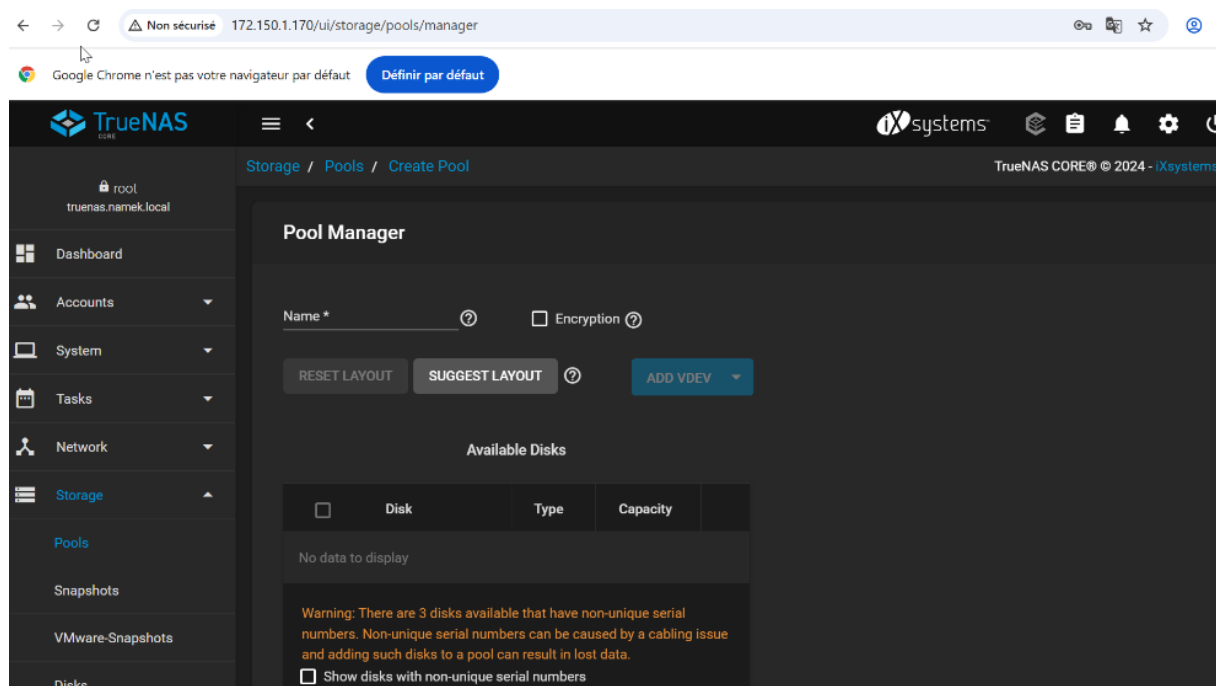 Non sécurisé 172.150.1.170/ui/storage/pools/manager
Google Chrome n'est pas votre navigateur par défaut Définir par défaut
TrueNAS
CORE
iXsystems
Storage / Pools / Create Pool
TrueNAS CORE® © 2024 - iXsystems
root
truenas.namek.local
Pool Manager
Dashboard
Accounts
Name *
Encryption
System
RESET LAYOUT SUGGEST LAYOUT ADD VDEV
Tasks
Network
Available Disks
Storage
Disk Type Capacity
Pools
No data to display
Snapshots
Warning: There are 3 disks available that have non-unique serial
numbers. Non-unique serial numbers can be caused by a cabling issue
and adding such disks to a pool can result in lost data.
VMware-Snapshots
Show disks with non-unique serial numbers
Disks